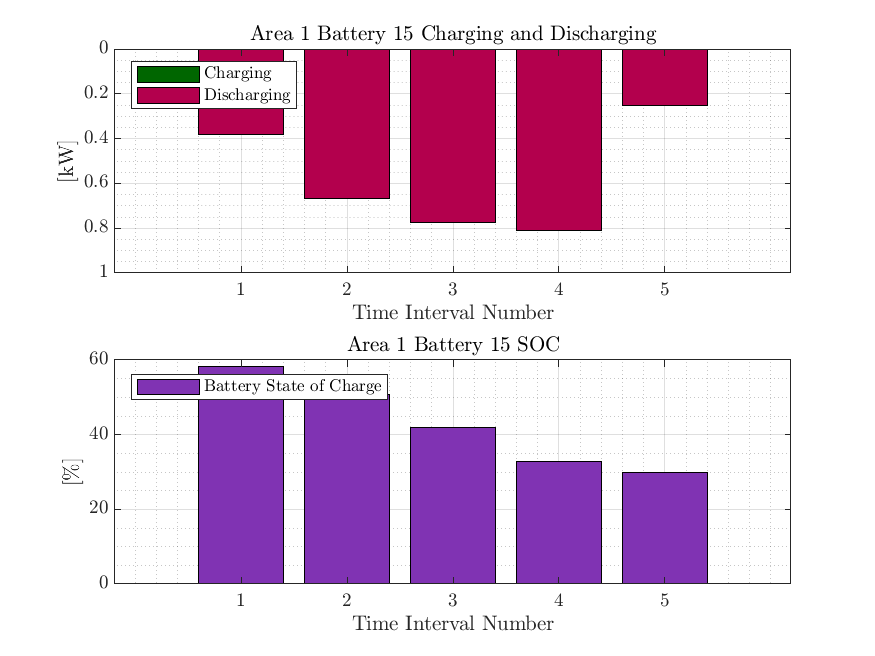 Area 1 Battery 15 Charging and Discharging
0
0.2
0.4
0.6
0.8
1
[kW]
Charging
Discharging
1 2 3 4 5
Time Interval Number
Area 1 Battery 15 SOC
60
40
20
0
[%]
Battery State of Charge
1 2 3 4 5
Time Interval Number